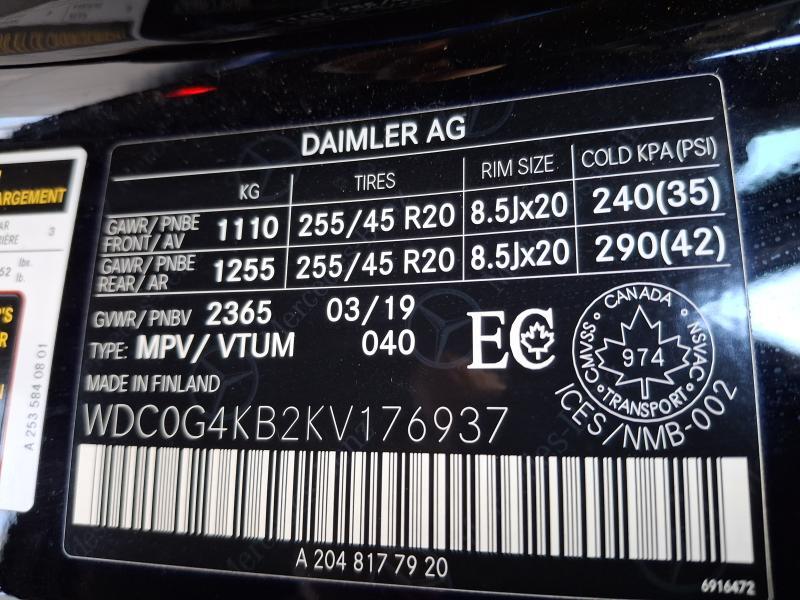 DAIMLER AG
KG TIRES RIM SIZE COLD KPA(PSI)
GAWR/PNBE FRONT/AV 1110 255/45 R20 8.5Jx20 240(35)
GAWR/PNBE REAR/AR 1255 255/45 R20 8.5Jx20 290(42)
GVWR/PNBV 2365 03/19
TYPE: MPV/VTUM 040
EC
CANADA
CMVSS 974 NSVAC
TRANSPORT
ICES/NMB-002
MADE IN FINLAND
WDC0G4KB2KV176937
A 204 817 79 20
6916472
ARGEMENT
3
lbs.
lb.
A 253 584 08 01